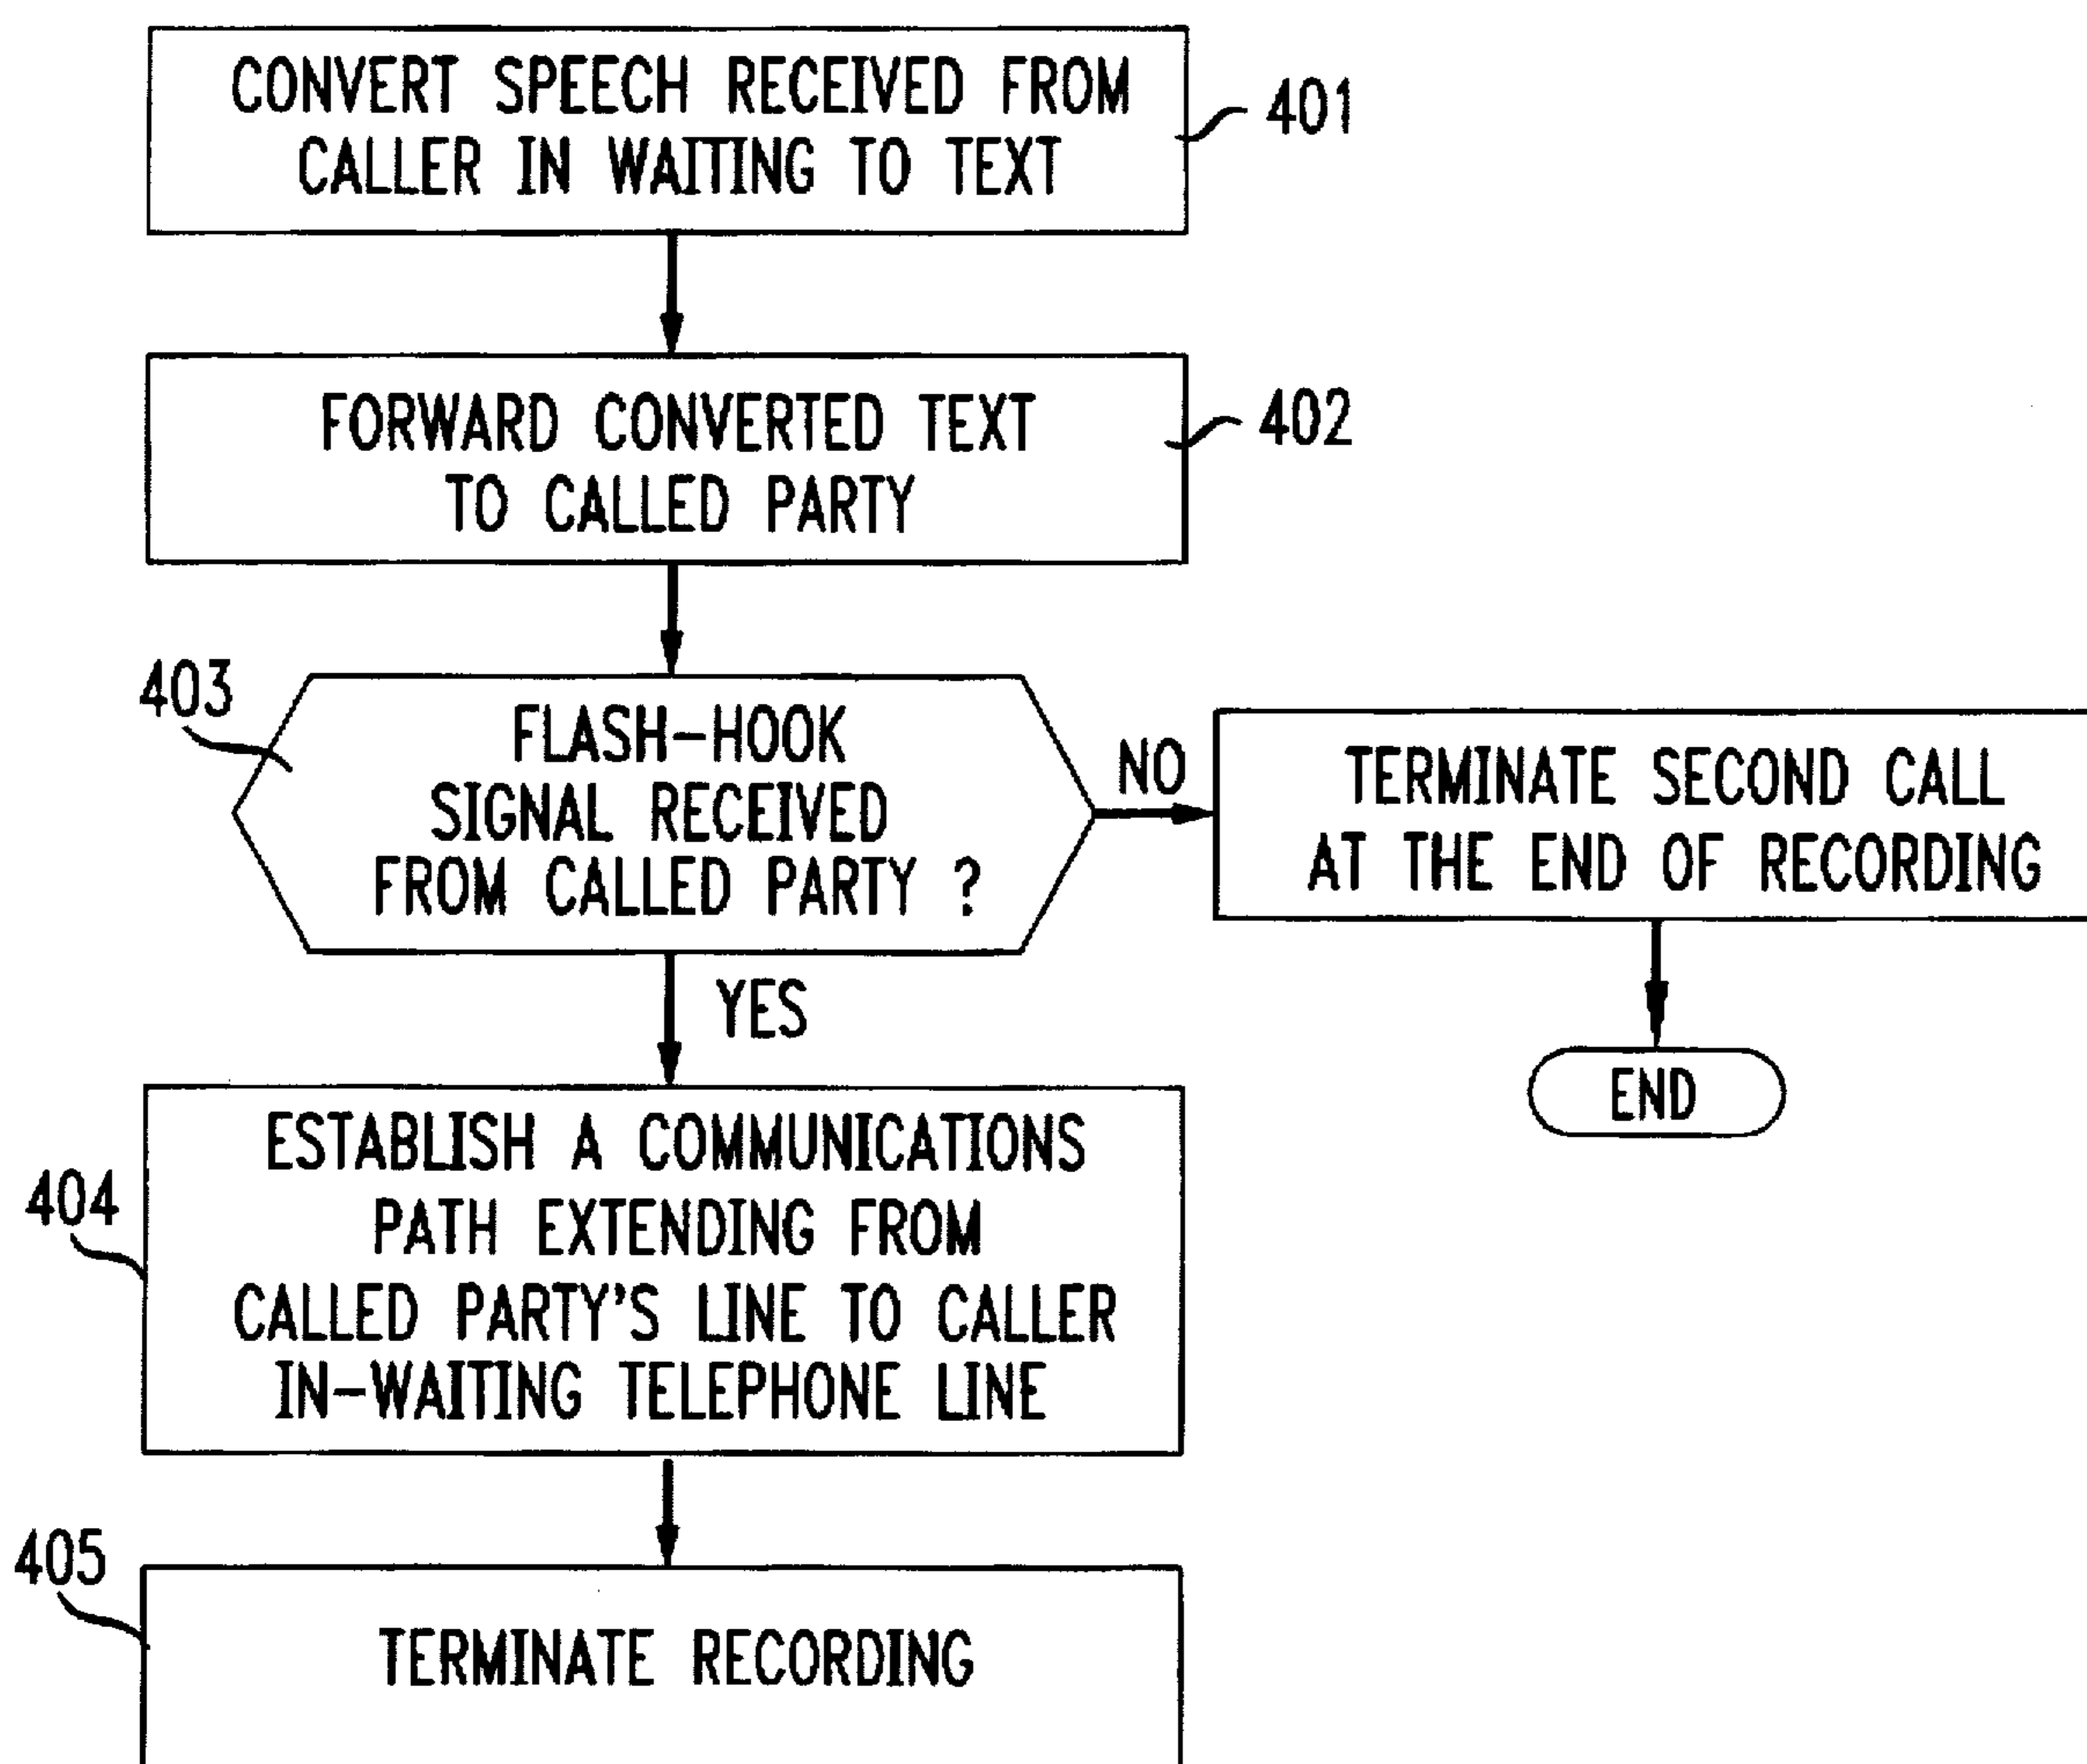 CONVERT SPEECH RECEIVED FROM
CALLER IN WAITING TO TEXT
401
FORWARD CONVERTED TEXT
TO CALLED PARTY
402
403
FLASH-HOOK
SIGNAL RECEIVED
FROM CALLED PARTY ?
NO
TERMINATE SECOND CALL
AT THE END OF RECORDING
YES
END
404
ESTABLISH A COMMUNICATIONS
PATH EXTENDING FROM
CALLED PARTY'S LINE TO CALLER
IN-WAITING TELEPHONE LINE
405
TERMINATE RECORDING